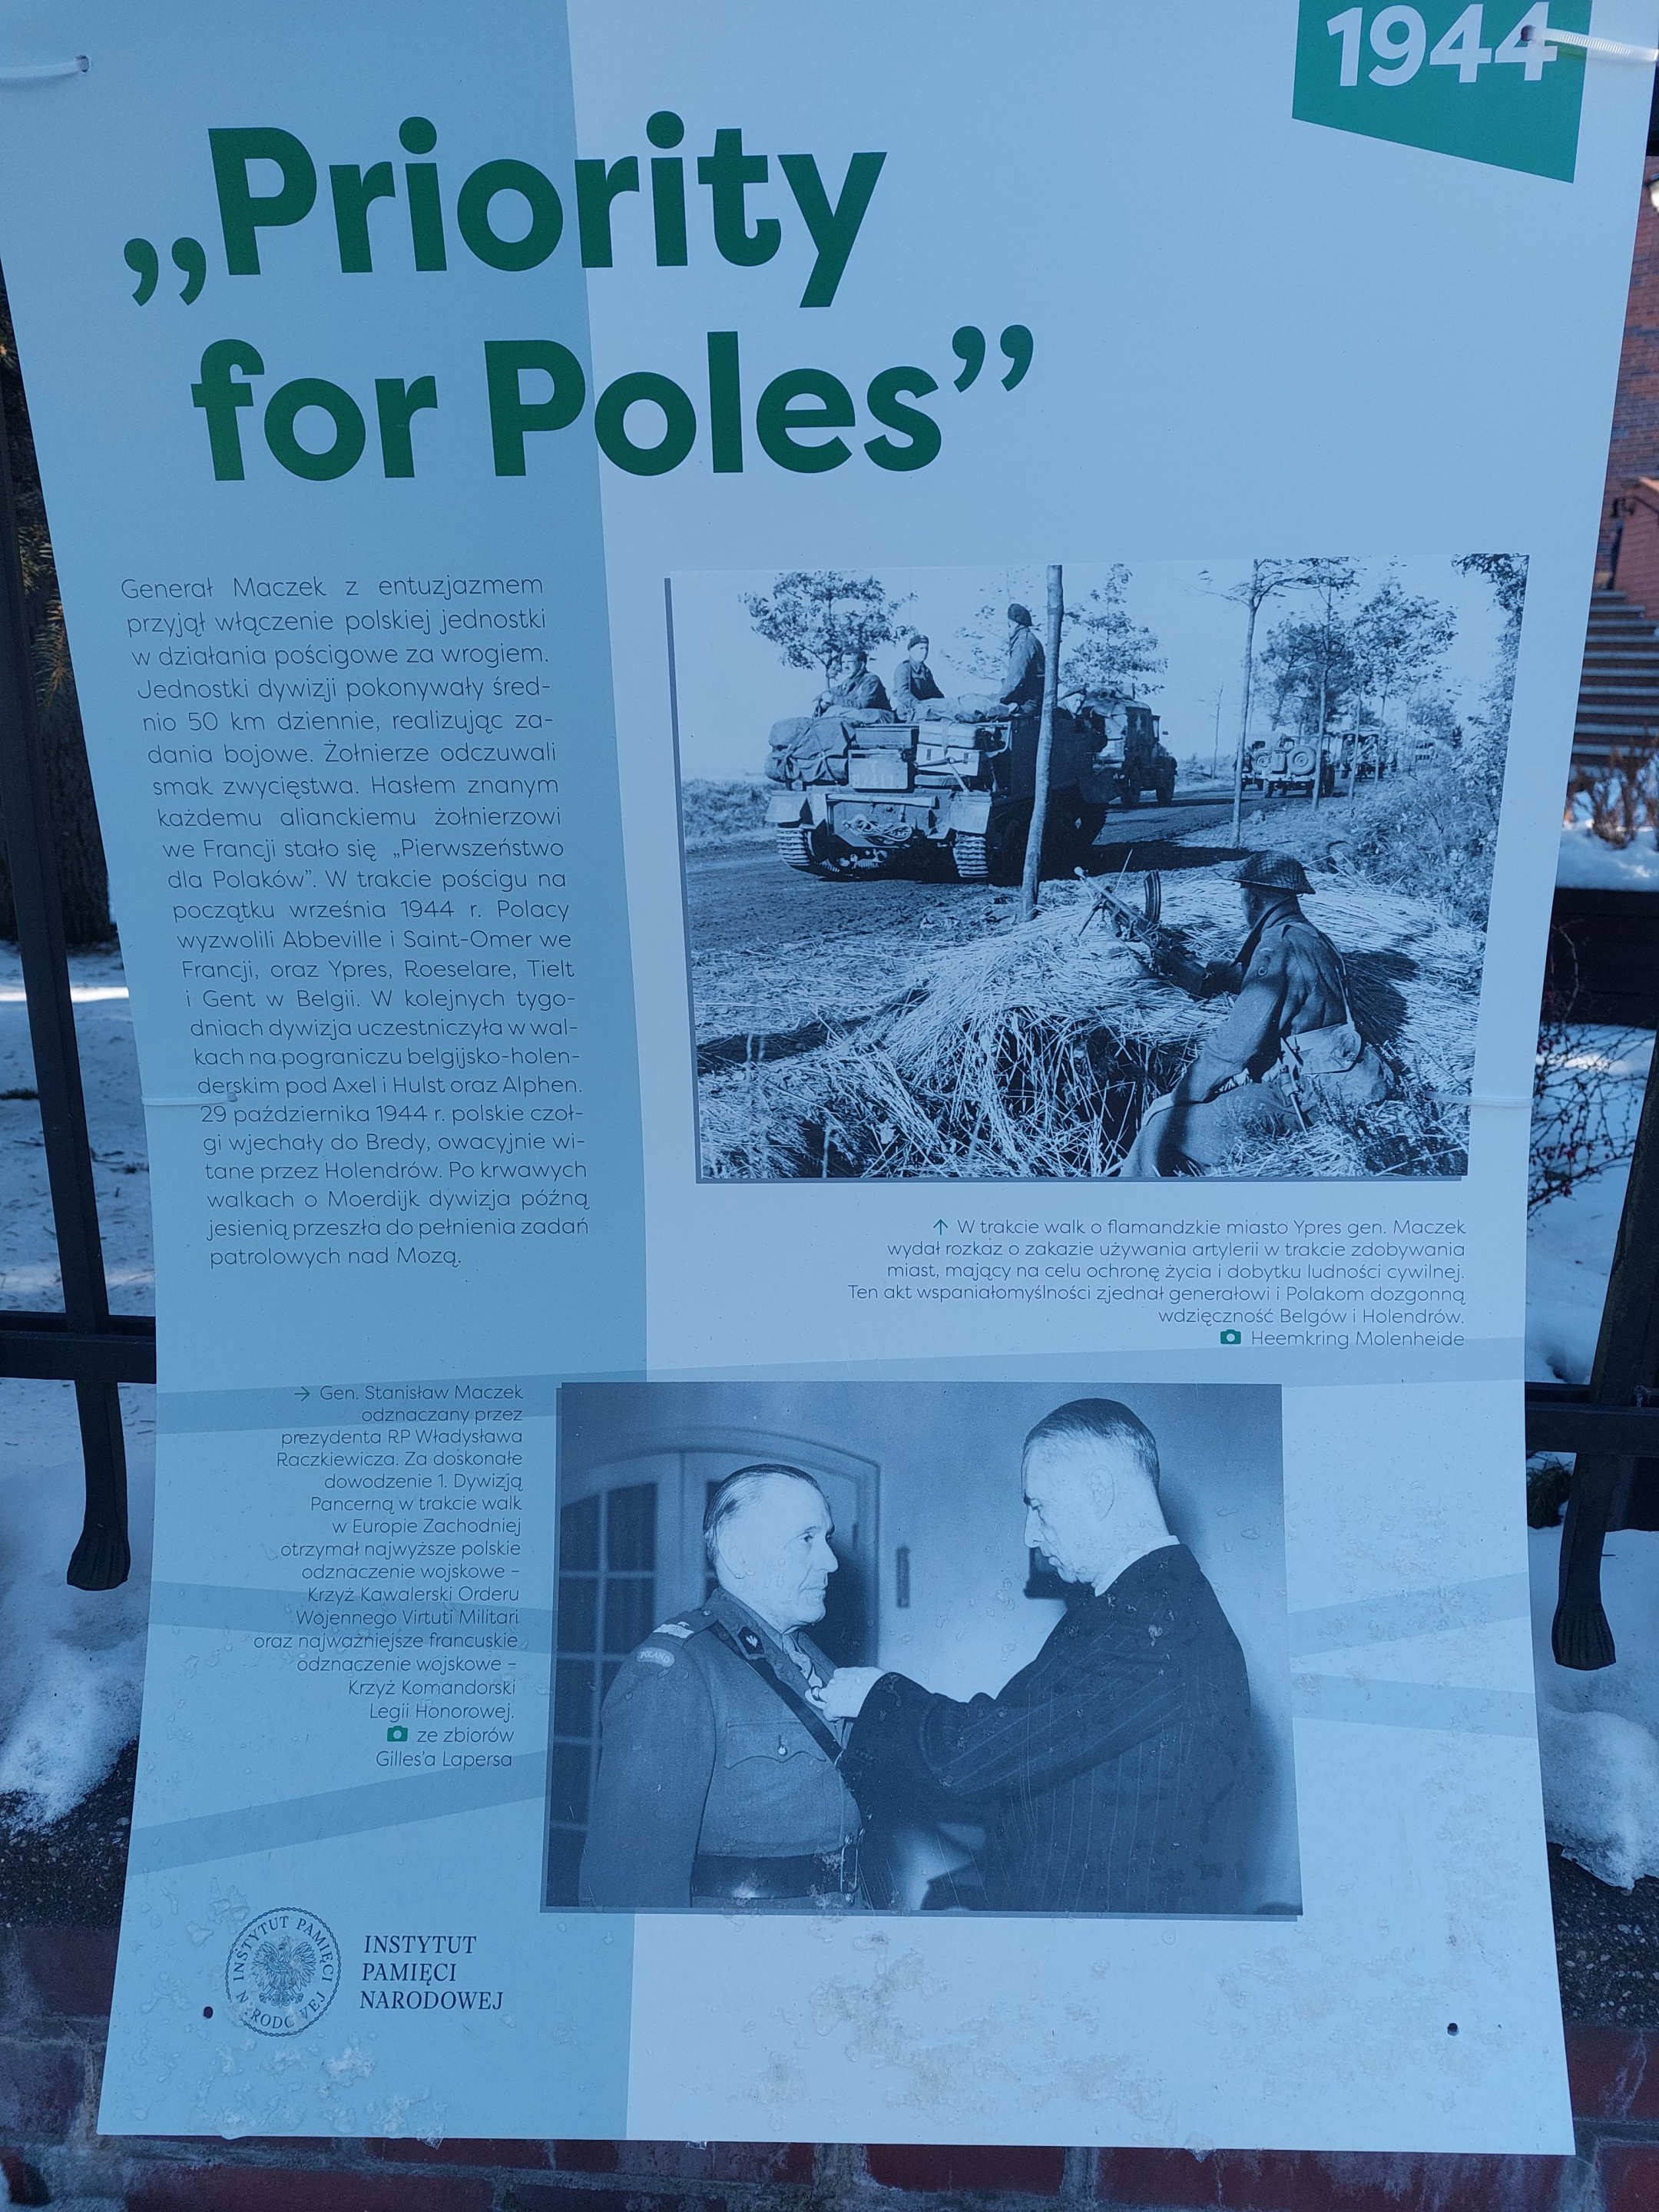 1944
„Priority
for Poles”
Generał Maczek z entuzjazmem
przyjął włączenie polskiej jednostki
w działania pościgowe za wrogiem.
Jednostki dywizji pokonywały śred-
nio 50 km dziennie, realizując za-
dania bojowe. Żołnierze odczuwali
smak zwycięstwa. Hasłem znanym
każdemu alianckiemu żołnierzowi
we Francji stało się „Pierwszeństwo
dla Polaków”. W trakcie pościgu na
początku września 1944 r. Polacy
wyzwolili Abbeville i Saint-Omer we
Francji, oraz Ypres, Roeselare, Tielt
i Gent w Belgii. W kolejnych tygo-
dniach dywizja uczestniczyła w wal-
kach na pograniczu belgijsko-holen-
derskim pod Axel i Hulst oraz Alphen.
29 października 1944 r. polskie czoł-
gi wjechały do Bredy, owacyjnie wi-
tane przez Holendrów. Po krwawych
walkach o Moerdijk dywizja późną
jesienią przeszła do pełnienia zadań
patrolowych nad Mozą.
↑ W trakcie walk o flamandzkie miasto Ypres gen. Maczek
wydał rozkaz o zakazie używania artylerii w trakcie zdobywania
miast, mający na celu ochronę życia i dobytku ludności cywilnej.
Ten akt wspaniałomyślności zjednał generałowi i Polakom dozgonną
wdzięczność Belgów i Holendrów.
Heemkring Molenheide
→ Gen. Stanisław Maczek
odznaczany przez
prezydenta RP Władysława
Raczkiewicza. Za doskonałe
dowodzenie 1. Dywizją
Pancerną w trakcie walk
w Europie Zachodniej
otrzymał najwyższe polskie
odznaczenie wojskowe –
Krzyż Kawalerski Orderu
Wojennego Virtuti Militari
oraz najważniejsze francuskie
odznaczenie wojskowe –
Krzyż Komandorski
Legii Honorowej.
ze zbiorów
Gilles'a Lapersa
POLAND
INSTYTUT PAMIĘCI NARODOWEJ
INSTYTUT
PAMIĘCI
NARODOWEJ